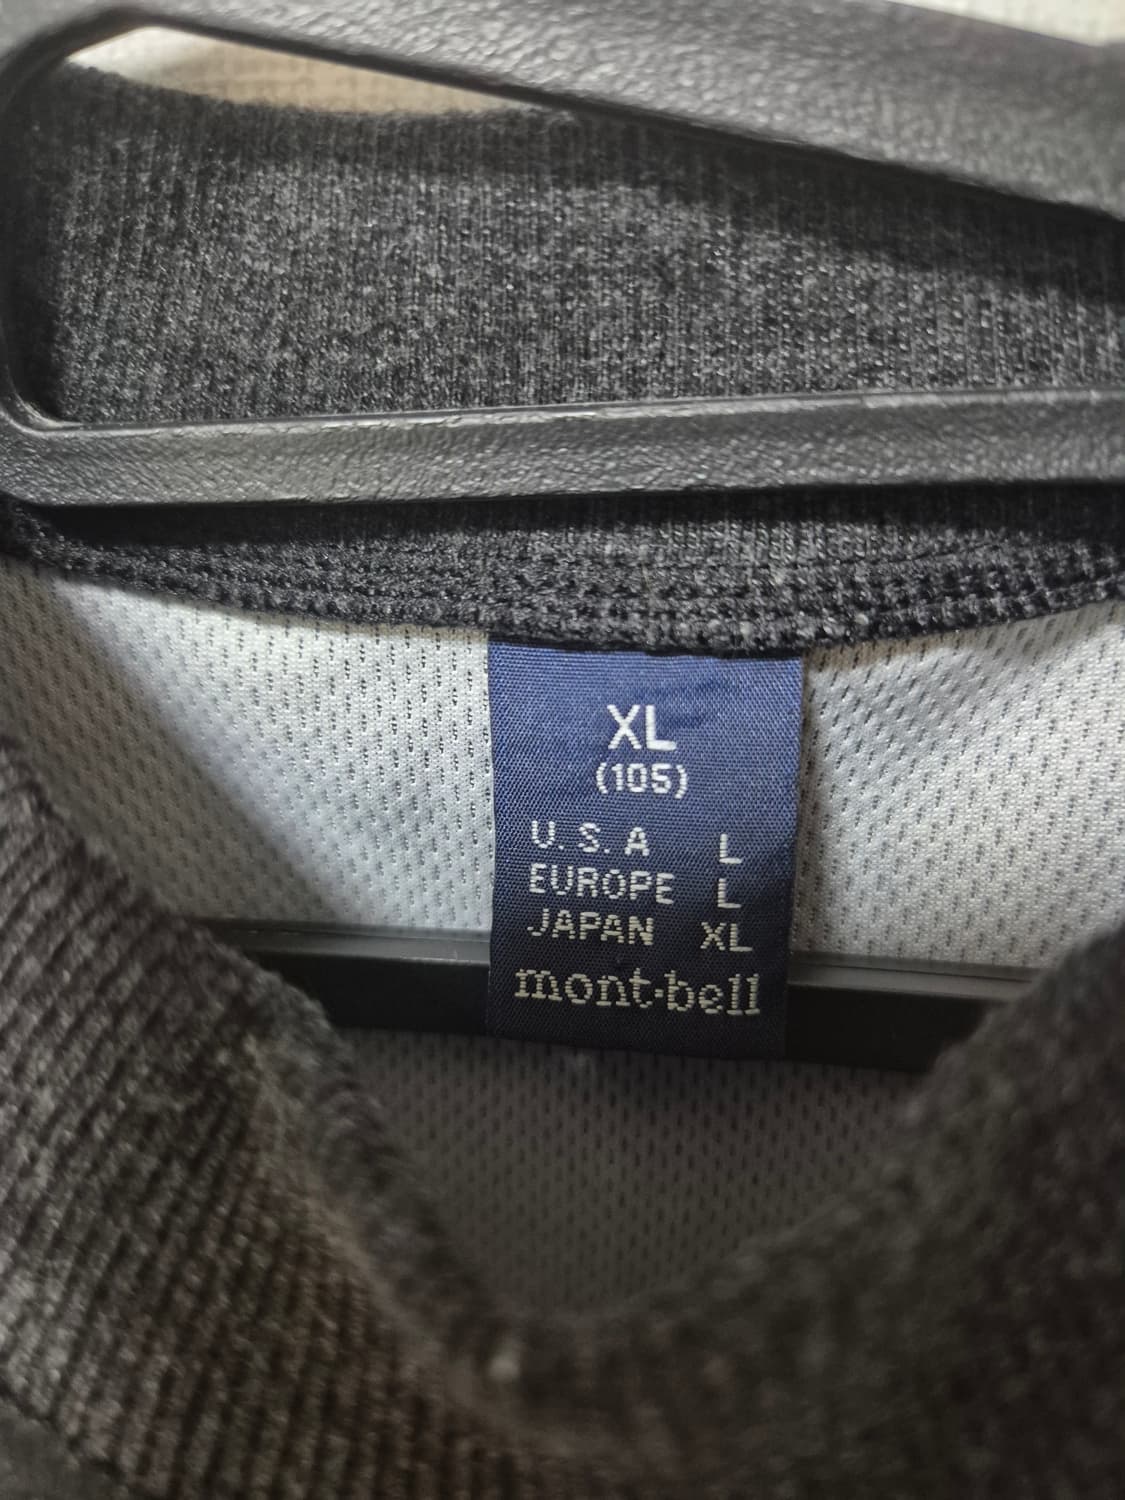 XL
(105)
U.S.A L
EUROPE L
JAPAN XL
mont-bell